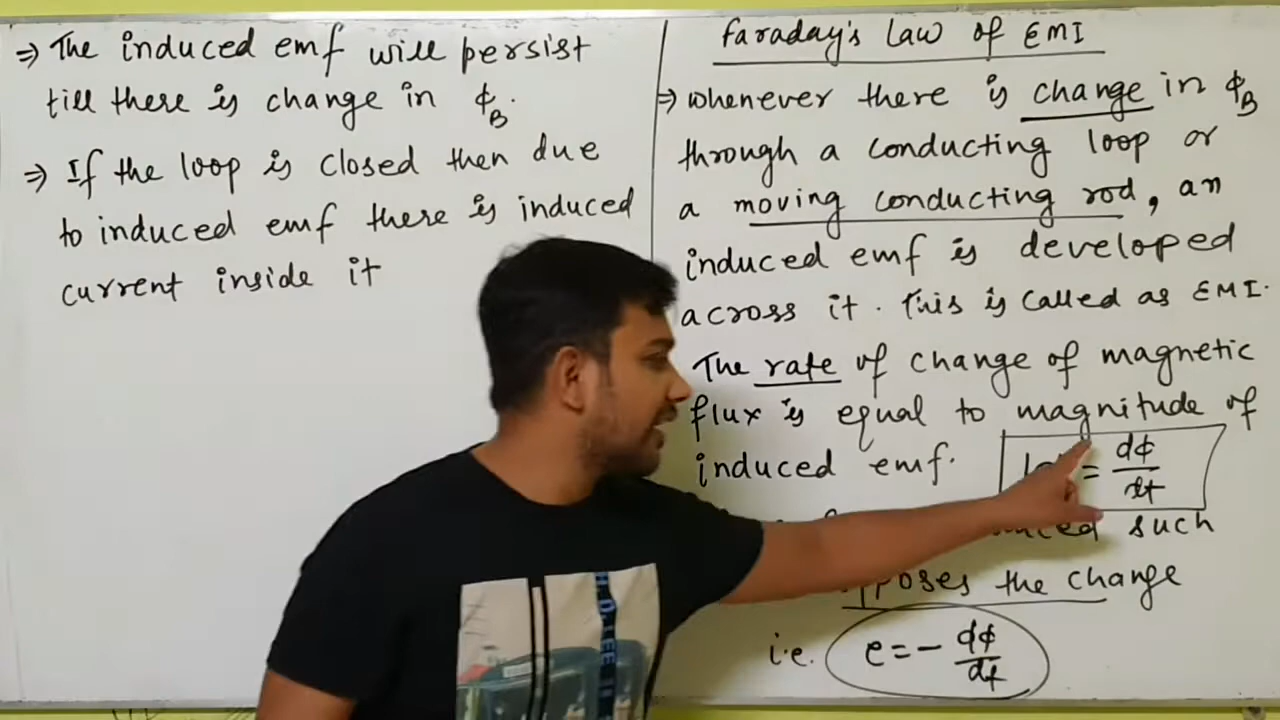 ⇒ The induced emf will persist
till there is change in ϕ_B.
⇒ If the loop is closed then due
to induced emf there is induced
current inside it
Faraday's Law of EMI
⇒ whenever there is change in ϕ_B
through a conducting loop or
a moving conducting rod, an
induced emf is developed
across it. This is called as EMI.
The rate of change of magnetic
flux is equal to magnitude of
induced emf.
= dϕ/dt
such
the change
i.e. e = - dϕ/dt